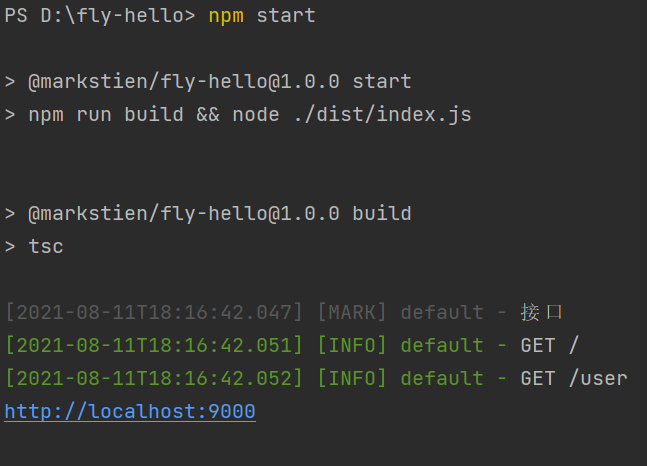 PS D:\fly-hello> npm start
> @markstien/fly-hello@1.0.0 start
> npm run build && node ./dist/index.js
> @markstien/fly-hello@1.0.0 build
> tsc
[2021-08-11T18:16:42.047] [MARK] default - 接口
[2021-08-11T18:16:42.051] [INFO] default - GET /
[2021-08-11T18:16:42.052] [INFO] default - GET /user
http://localhost:9000